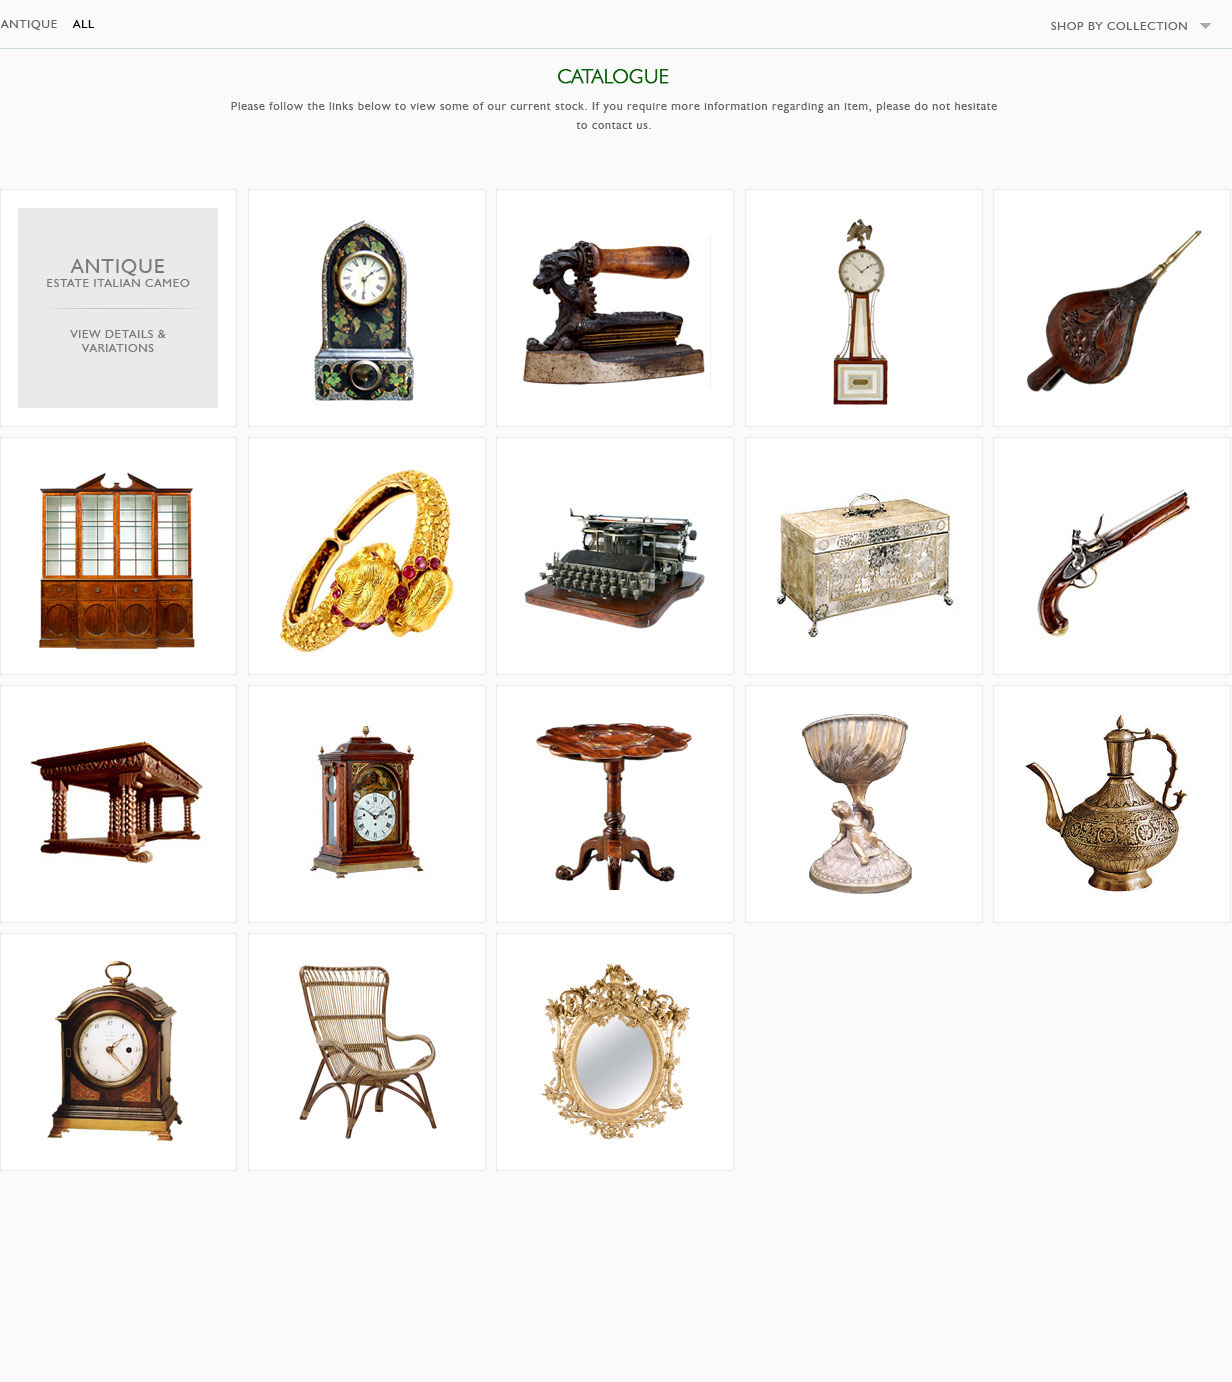 ANTIQUE ALL
SHOP BY COLLECTION
CATALOGUE
Please follow the links below to view some of our current stock. If you require more information regarding an item, please do not hesitate
to contact us.
ANTIQUE
ESTATE ITALIAN CAMEO
VIEW DETAILS &
VARIATIONS